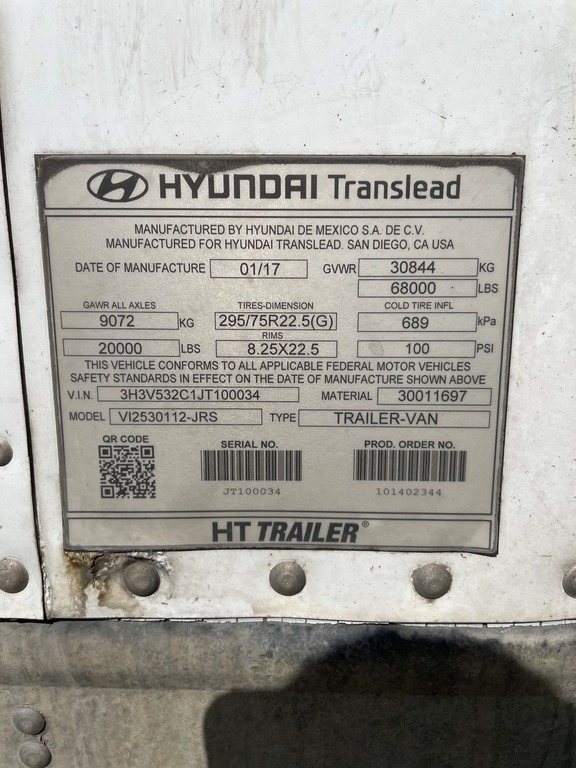 HYUNDAI Translead
MANUFACTURED BY HYUNDAI DE MEXICO S.A. DE C.V.
MANUFACTURED FOR HYUNDAI TRANSLEAD. SAN DIEGO, CA USA
DATE OF MANUFACTURE 01/17 GVWR 30844 KG
68000 LBS
GAWR ALL AXLES TIRES-DIMENSION COLD TIRE INFL
9072 KG 295/75R22.5(G) 689 kPa
RIMS
20000 LBS 8.25X22.5 100 PSI
THIS VEHICLE CONFORMS TO ALL APPLICABLE FEDERAL MOTOR VEHICLES
SAFETY STANDARDS IN EFFECT ON THE DATE OF MANUFACTURE SHOWN ABOVE
V.I.N. 3H3V532C1JT100034 MATERIAL 30011697
MODEL VI2530112-JRS TYPE TRAILER-VAN
QR CODE SERIAL NO. PROD. ORDER NO.
JT100034 101402344
HT TRAILER®